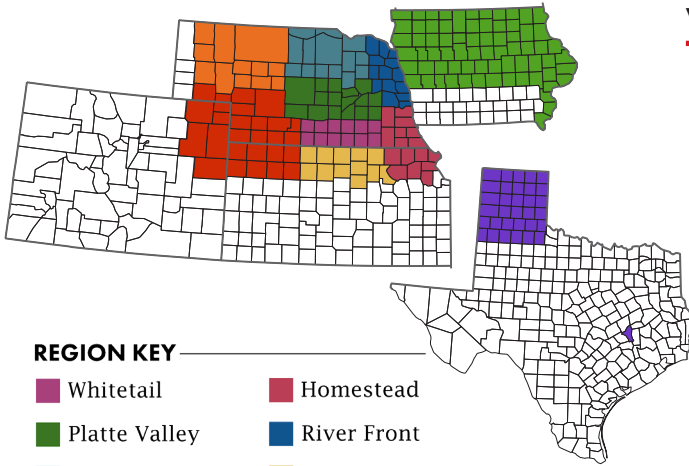 REGION KEY
Whitetail
Homestead
Platte Valley
River Front